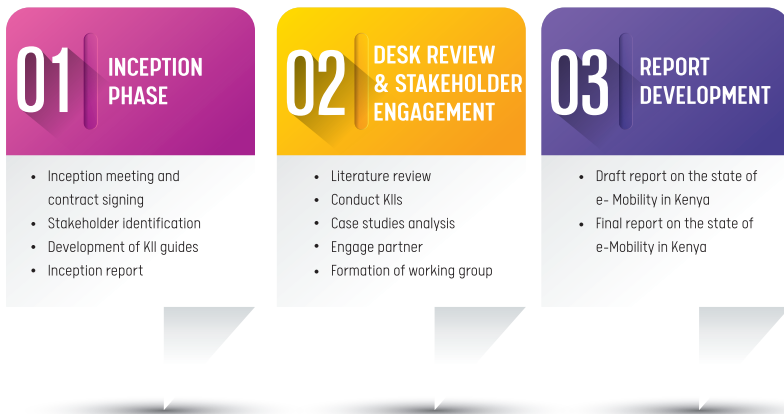 01
INCEPTION
PHASE
• Inception meeting and
contract signing
• Stakeholder identification
• Development of KII guides
• Inception report
02
DESK REVIEW
& STAKEHOLDER
ENGAGEMENT
• Literature review
• Conduct KIIs
• Case studies analysis
• Engage partner
• Formation of working group
03
REPORT
DEVELOPMENT
• Draft report on the state of
e- Mobility in Kenya
• Final report on the state of
e-Mobility in Kenya